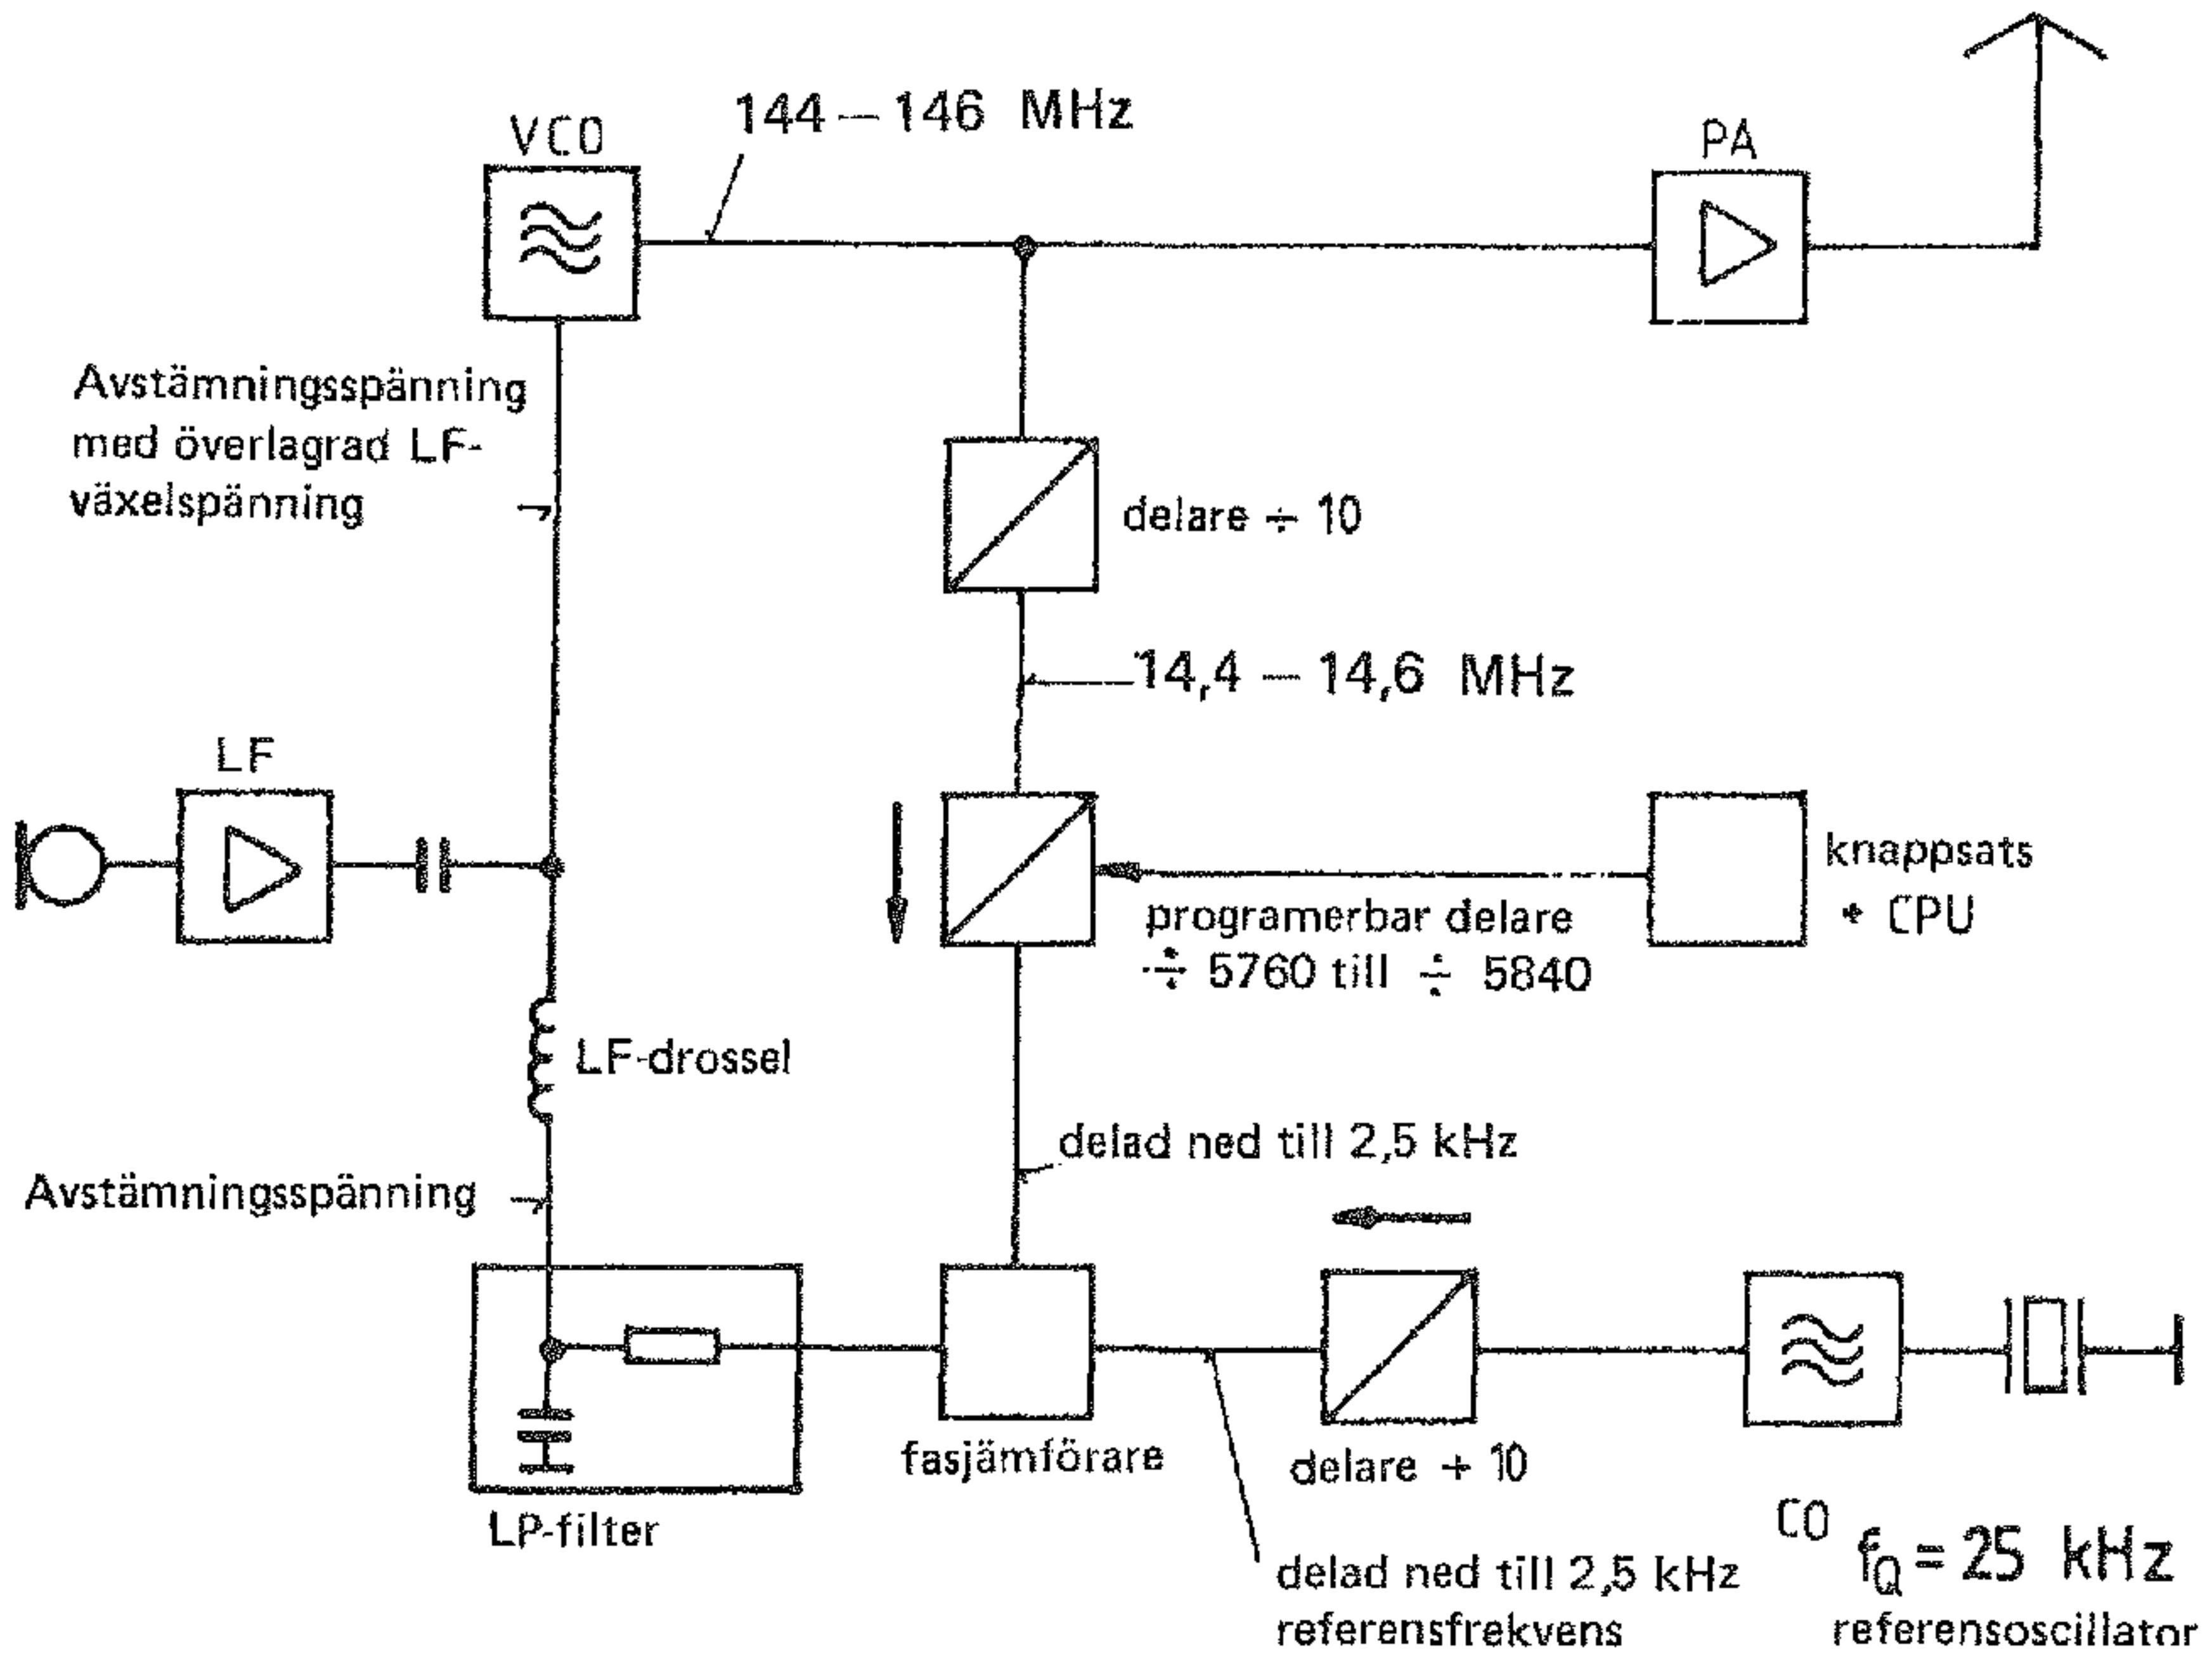 144 – 146 MHz
VCO
PA
Avstämningsspänning
med överlagrad LF-
växelspänning
delare ÷ 10
14,4 – 14,6 MHz
LF
knappsats
+ CPU
programerbar delare
÷ 5760 till ÷ 5840
LF-drossel
delad ned till 2,5 kHz
Avstämningsspänning
fasjämförare
delare + 10
LP-filter
CO
fQ = 25 kHz
delad ned till 2,5 kHz
referensfrekvens
referensoscillator